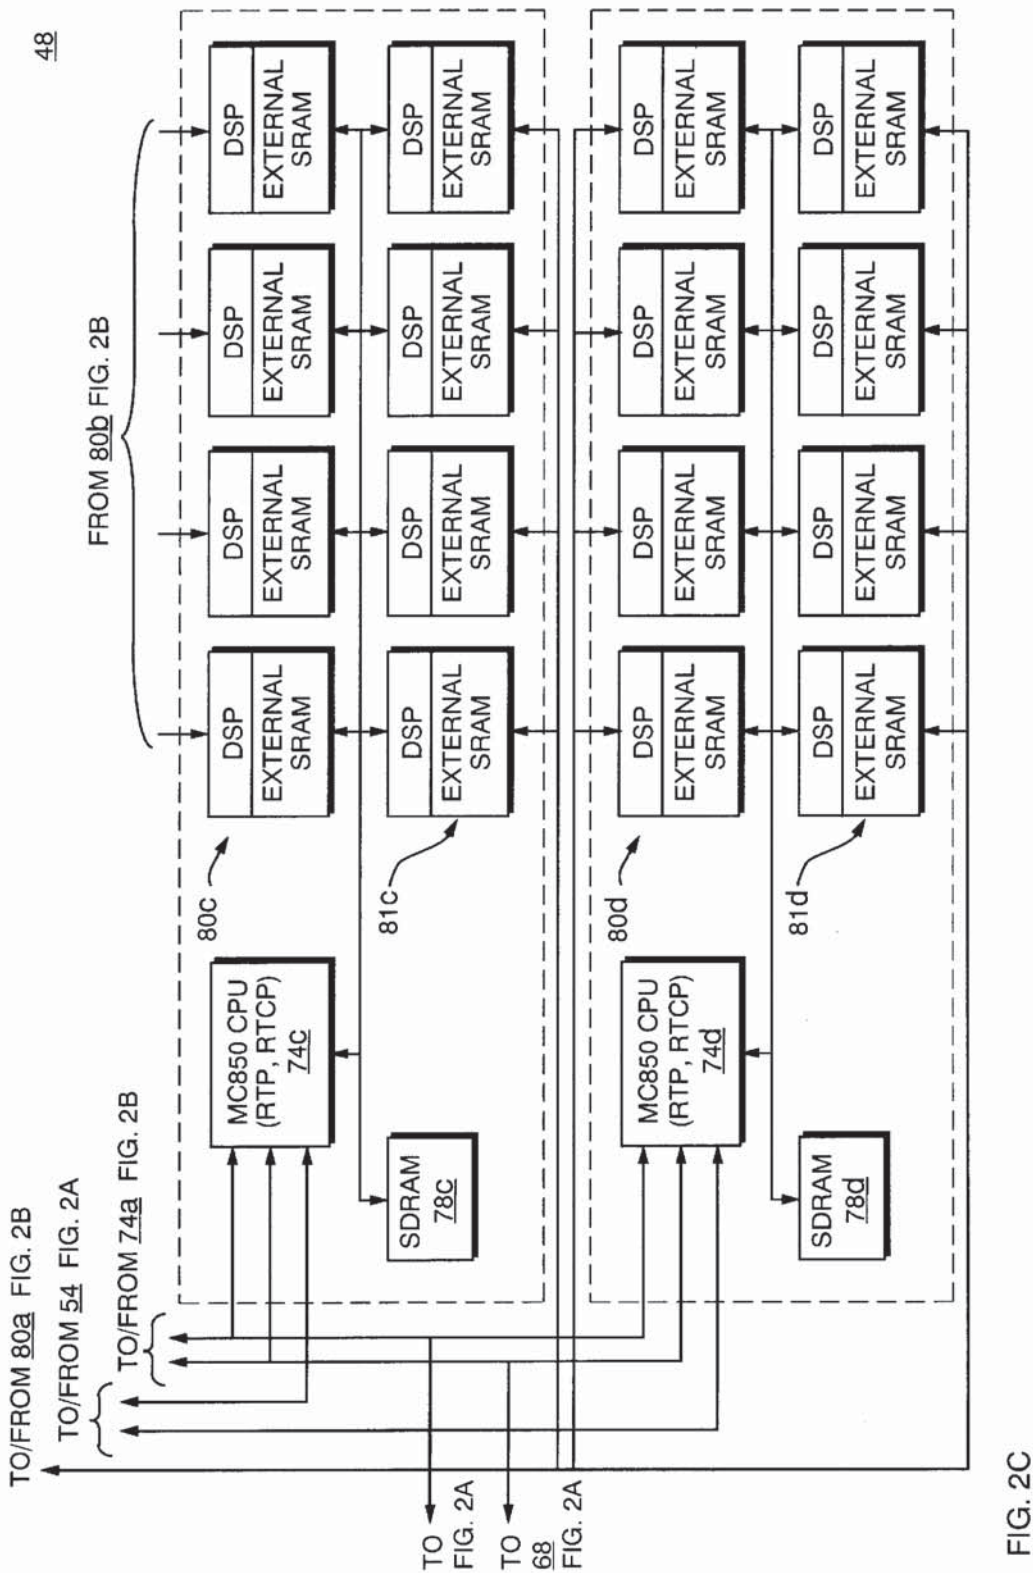 48
TO/FROM 80a FIG. 2B
TO/FROM 54 FIG. 2A
TO/FROM 74a FIG. 2B
FROM 80b FIG. 2B
MC850 CPU
(RTP, RTCP)
74c
80c
DSP
EXTERNAL
SRAM
DSP
EXTERNAL
SRAM
DSP
EXTERNAL
SRAM
DSP
EXTERNAL
SRAM
SDRAM
78c
81c
DSP
EXTERNAL
SRAM
DSP
EXTERNAL
SRAM
DSP
EXTERNAL
SRAM
DSP
EXTERNAL
SRAM
TO
FIG. 2A
TO
68
FIG. 2A
MC850 CPU
(RTP, RTCP)
74d
80d
DSP
EXTERNAL
SRAM
DSP
EXTERNAL
SRAM
DSP
EXTERNAL
SRAM
DSP
EXTERNAL
SRAM
SDRAM
78d
81d
DSP
EXTERNAL
SRAM
DSP
EXTERNAL
SRAM
DSP
EXTERNAL
SRAM
DSP
EXTERNAL
SRAM
FIG. 2C